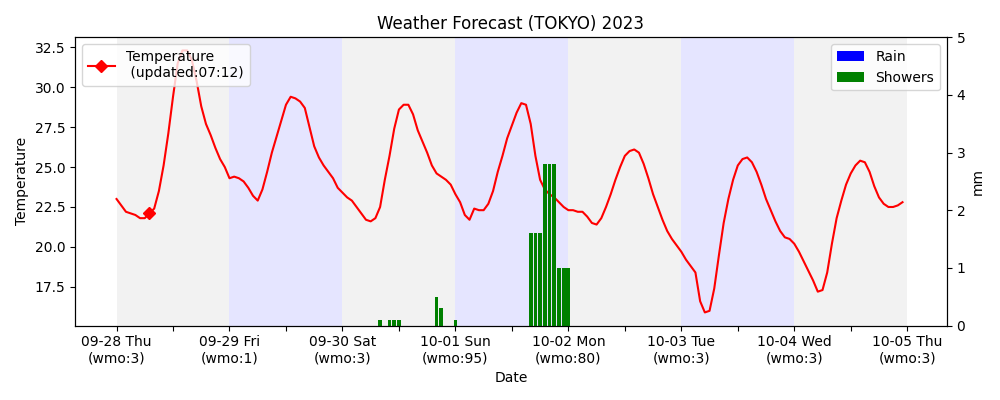 Weather Forecast (TOKYO) 2023
Temperature
(updated:07:12)
Rain
Showers
32.5
30.0
27.5
25.0
22.5
20.0
17.5
Temperature
5
4
3
2
1
0
mm
09-28 Thu 09-29 Fri 09-30 Sat 10-01 Sun 10-02 Mon 10-03 Tue 10-04 Wed 10-05 Thu
(wmo:3) (wmo:1) (wmo:3) (wmo:95) (wmo:80) (wmo:3) (wmo:3) (wmo:3)
Date